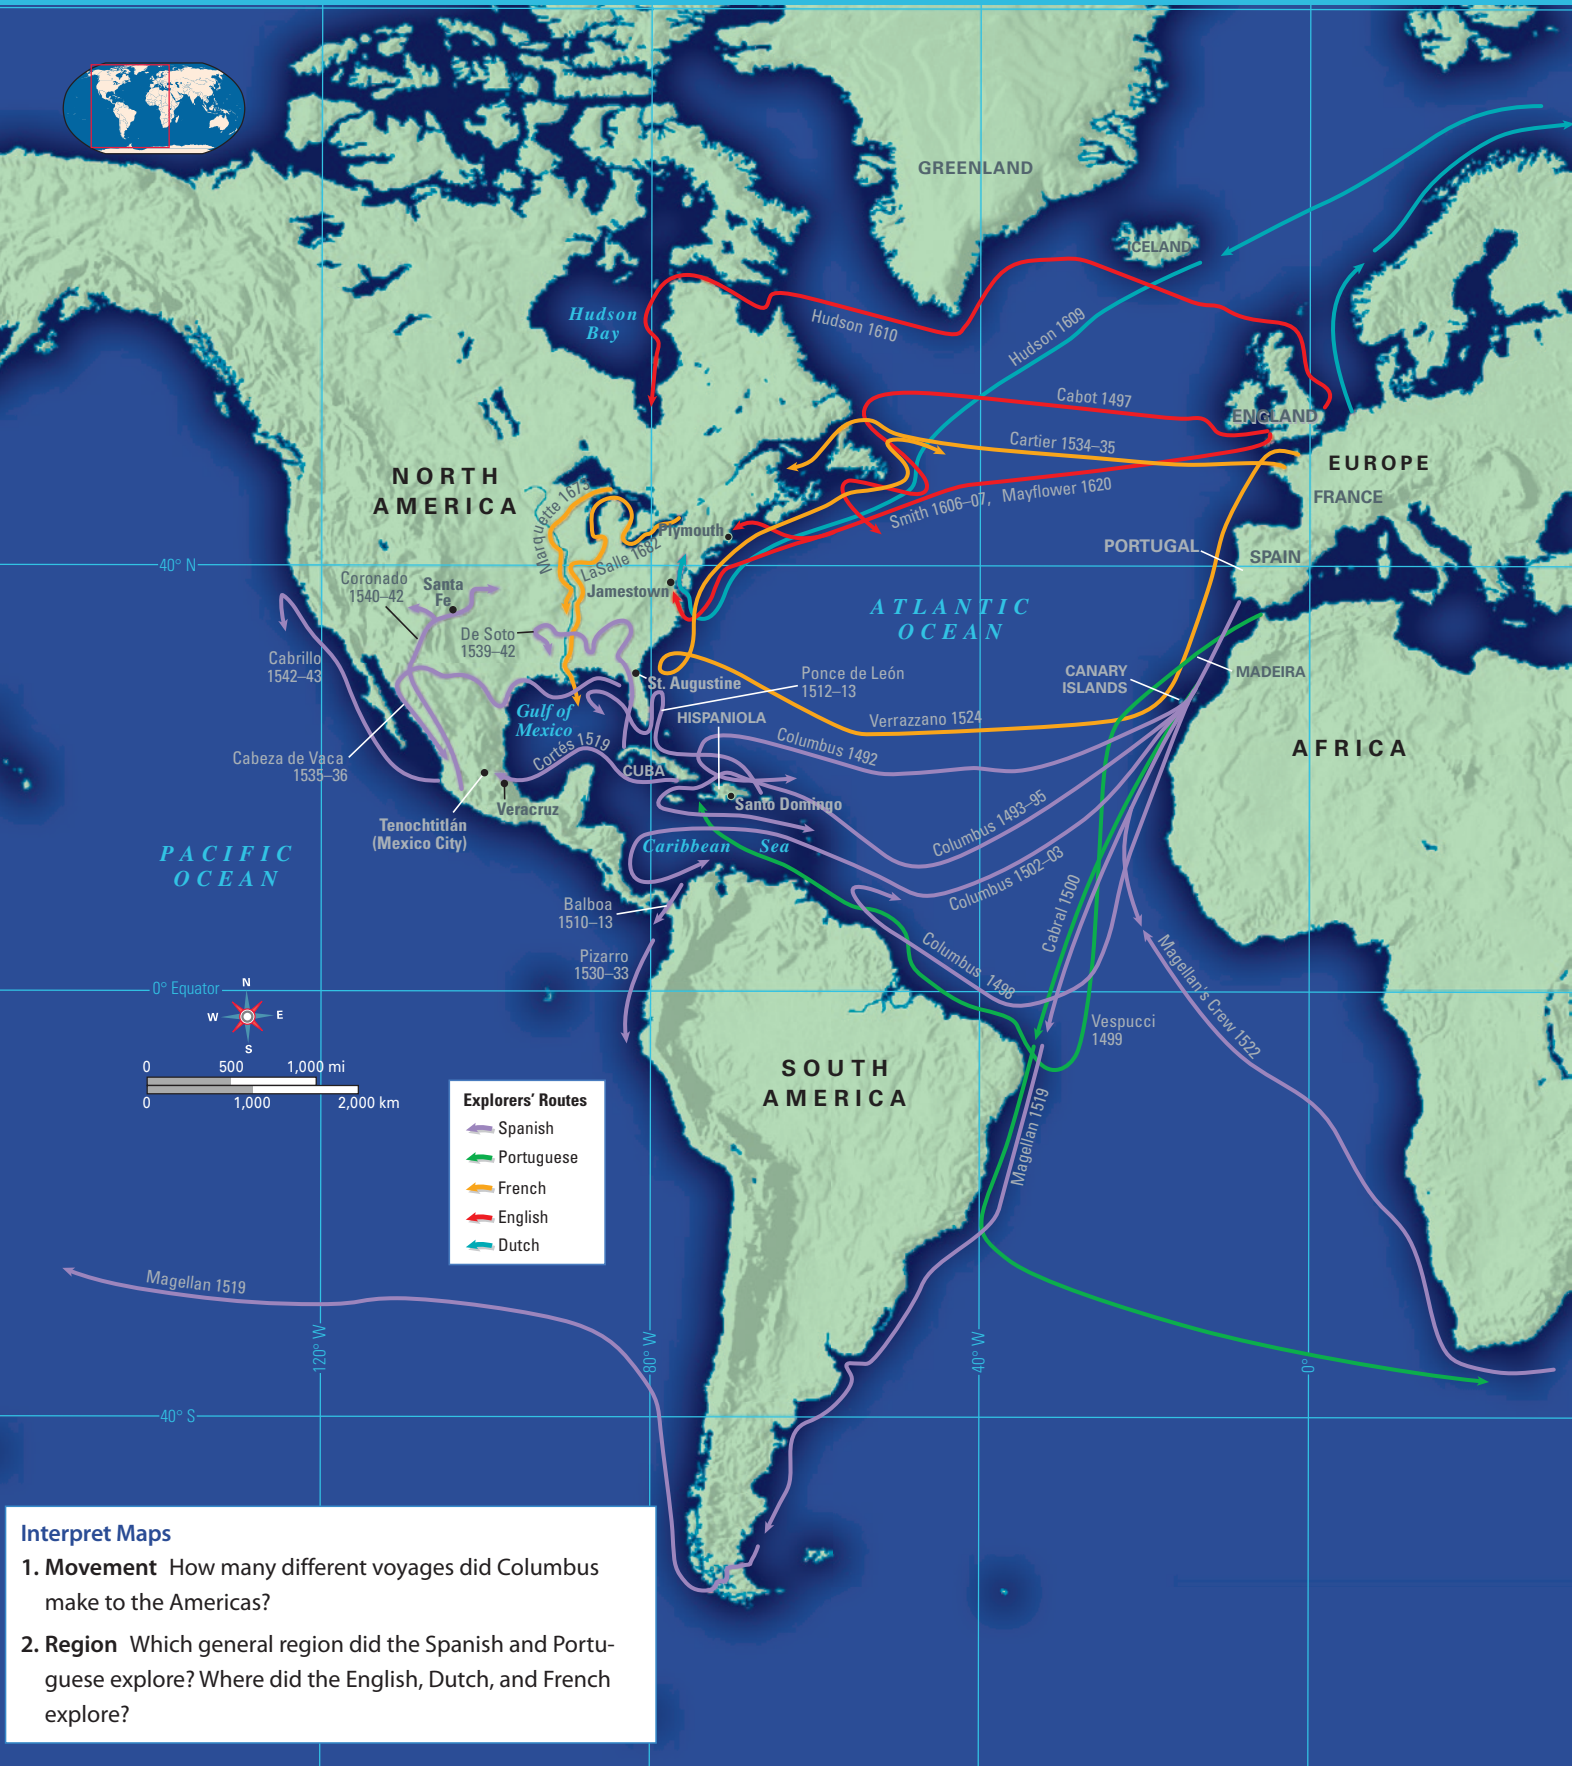 GREENLAND
ICELAND
Hudson
Bay
Hudson 1610
Hudson 1609
Cabot 1497
ENGLAND
Cartier 1534–35
EUROPE
NORTH
AMERICA
FRANCE
Marquette 1673
Smith 1606–07, Mayflower 1620
Plymouth
PORTUGAL
SPAIN
40° N
LaSalle 1682
Coronado
1540–42
Santa
Fe
Jamestown
ATLANTIC
OCEAN
De Soto
1539–42
Cabrillo
1542–43
Ponce de León
1512–13
CANARY
ISLANDS
MADEIRA
St. Augustine
Gulf of
Mexico
HISPANIOLA
Verrazzano 1524
Columbus 1492
AFRICA
Cortés 1519
Cabeza de Vaca
1535–36
CUBA
Veracruz
Santo Domingo
Tenochtitlán
(Mexico City)
Columbus 1493–95
PACIFIC
OCEAN
Caribbean Sea
Columbus 1502–03
Balboa
1510–13
Cabral 1500
Pizarro
1530–33
Columbus 1498
Magellan's Crew 1522
0° Equator
N
W
E
S
Vespucci
1499
0 500 1,000 mi
0 1,000 2,000 km
SOUTH
AMERICA
Magellan 1519
Explorers' Routes
Spanish
Portuguese
French
English
Dutch
Magellan 1519
120° W
80° W
40° W
0°
40° S
Interpret Maps
1. Movement How many different voyages did Columbus
make to the Americas?
2. Region Which general region did the Spanish and Portu-
guese explore? Where did the English, Dutch, and French
explore?